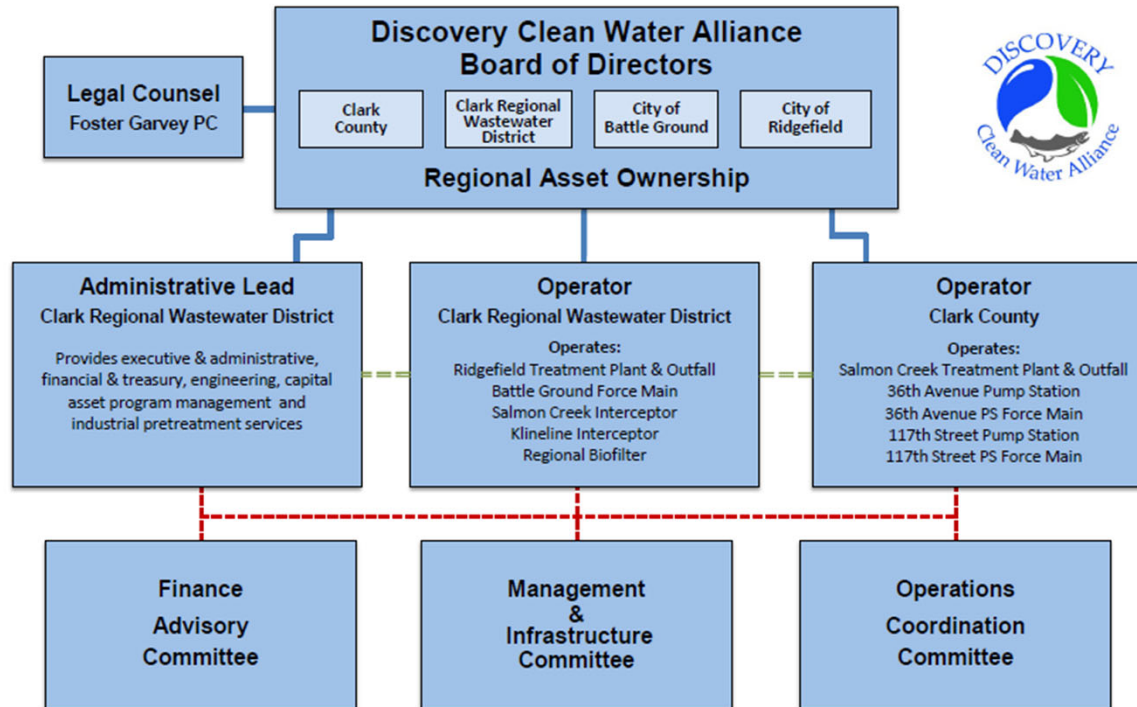 Discovery Clean Water Alliance
Board of Directors
Legal Counsel
Foster Garvey PC
Clark
County
Clark Regional
Wastewater
District
City of
Battle Ground
City of
Ridgefield
Regional Asset Ownership
DISCOVERY
Clean Water Alliance
Administrative Lead
Clark Regional Wastewater District
Provides executive & administrative,
financial & treasury, engineering, capital
asset program management and
industrial pretreatment services
Operator
Clark Regional Wastewater District
Operates:
Ridgefield Treatment Plant & Outfall
Battle Ground Force Main
Salmon Creek Interceptor
Klineline Interceptor
Regional Biofilter
Operator
Clark County
Operates:
Salmon Creek Treatment Plant & Outfall
36th Avenue Pump Station
36th Avenue PS Force Main
117th Street Pump Station
117th Street PS Force Main
Finance
Advisory
Committee
Management
&
Infrastructure
Committee
Operations
Coordination
Committee